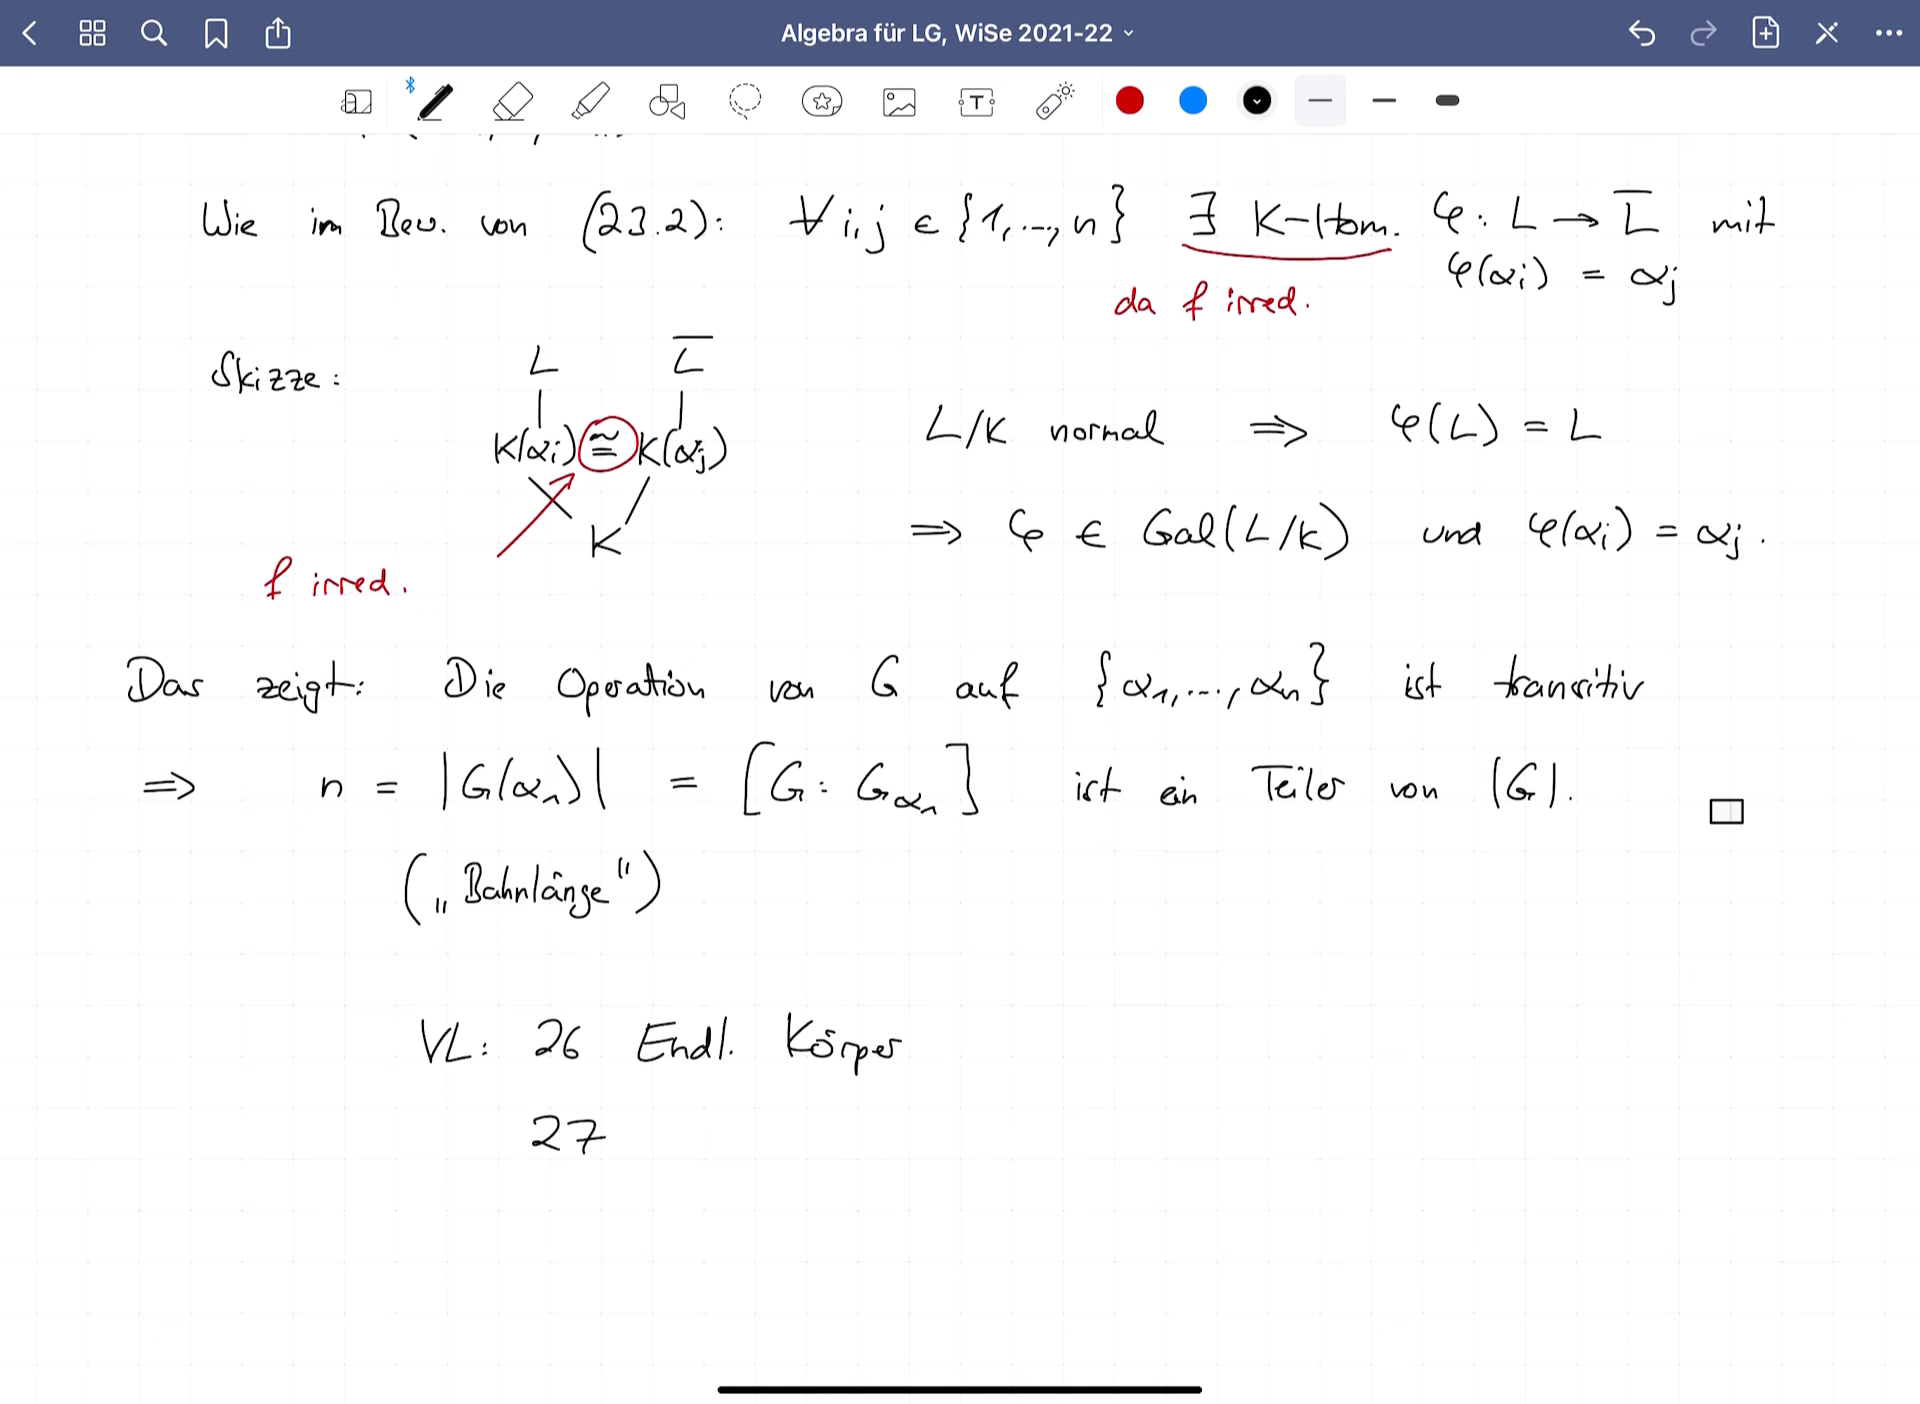 Algebra für LG, WiSe 2021-22
Wie im Bew. von (23.2): ∀ i,j ∈ {1,...,n} ∃ K-Hom. φ: L → L̅ mit
φ(αi) = αj
da f irred.
Skizze:
L L̅
K(αi) ≅ K(αj)
K
f irred.
L/K normal ⇒ φ(L) = L
⇒ φ ∈ Gal(L/K) und φ(αi) = αj.
Das zeigt: Die Operation von G auf {α1,...,αn} ist transitiv
⇒ n = |G(α1)| = [G : Gα1] ist ein Teiler von |G|. □
(„Bahnlänge")
VL: 26 Endl. Körper
27